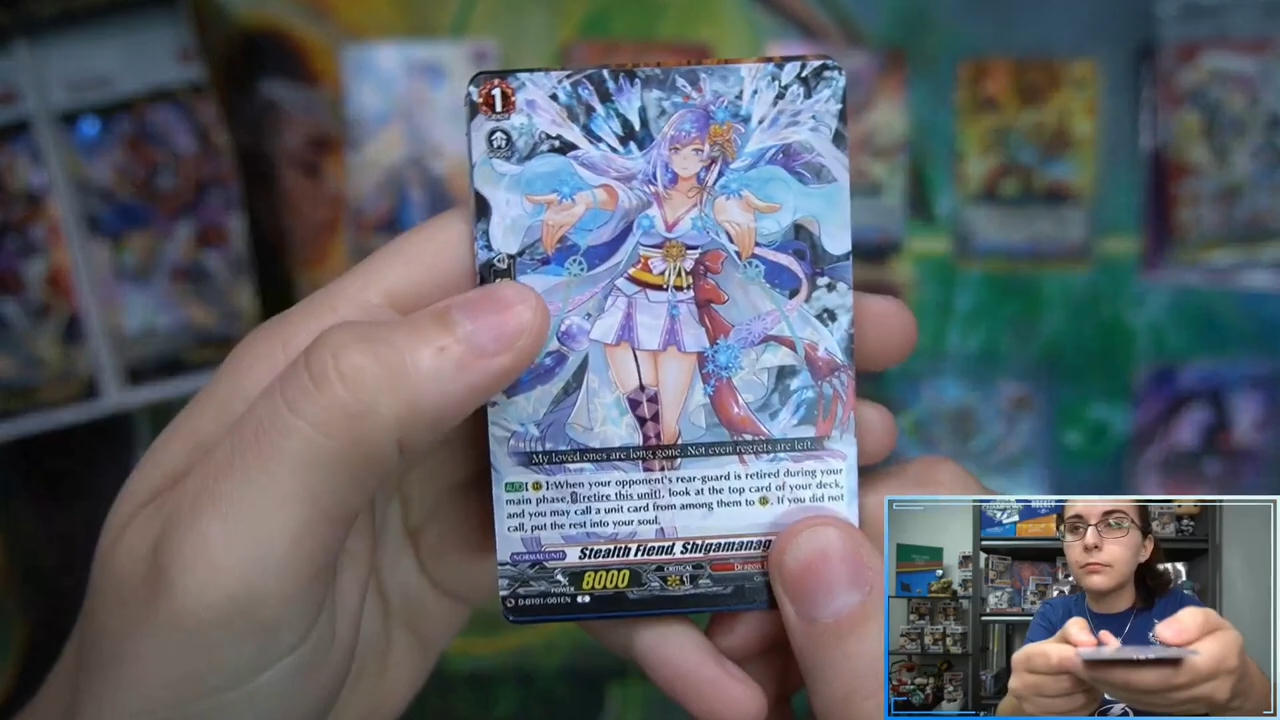 1
GRADE
My loved ones are long gone. Not even regrets are left.
AUTO [ ]:When your opponent's rear-guard is retired during your
main phase, [retire this unit], look at the top card of your deck,
and you may call a unit card from among them to . If you did not
call, put the rest into your soul.
NORMAL UNIT
Stealth Fiend, Shigamanag
POWER 8000 CRITICAL 1
D-BT01/061EN C
CHAMPIONS